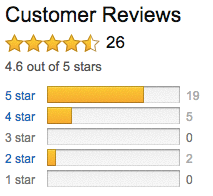 Customer Reviews
26
4.6 out of 5 stars
5 star 19
4 star 5
3 star 0
2 star 2
1 star 0